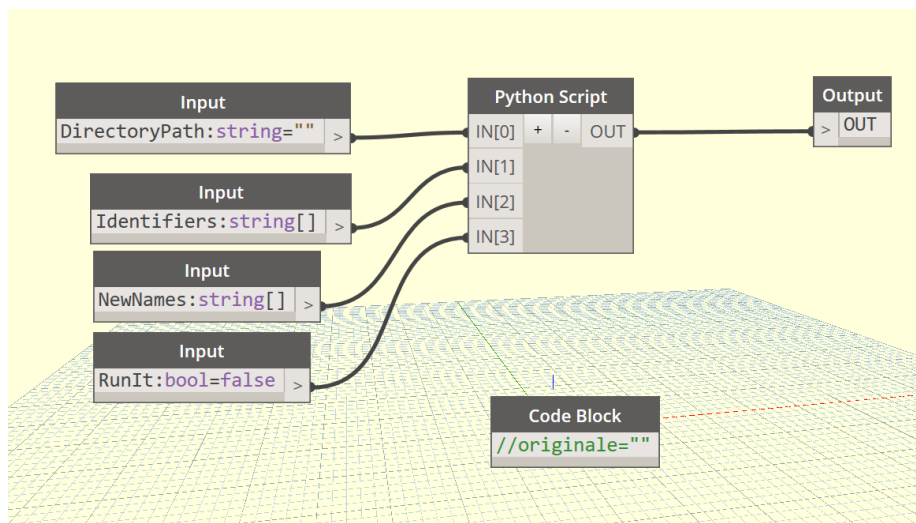 Input
DirectoryPath:string=""
>
Input
Identifiers:string[]
>
Input
NewNames:string[]
>
Input
RunIt:bool=false
>
Python Script
IN[0] + - OUT
IN[1]
IN[2]
IN[3]
Output
> OUT
Code Block
//originale=""